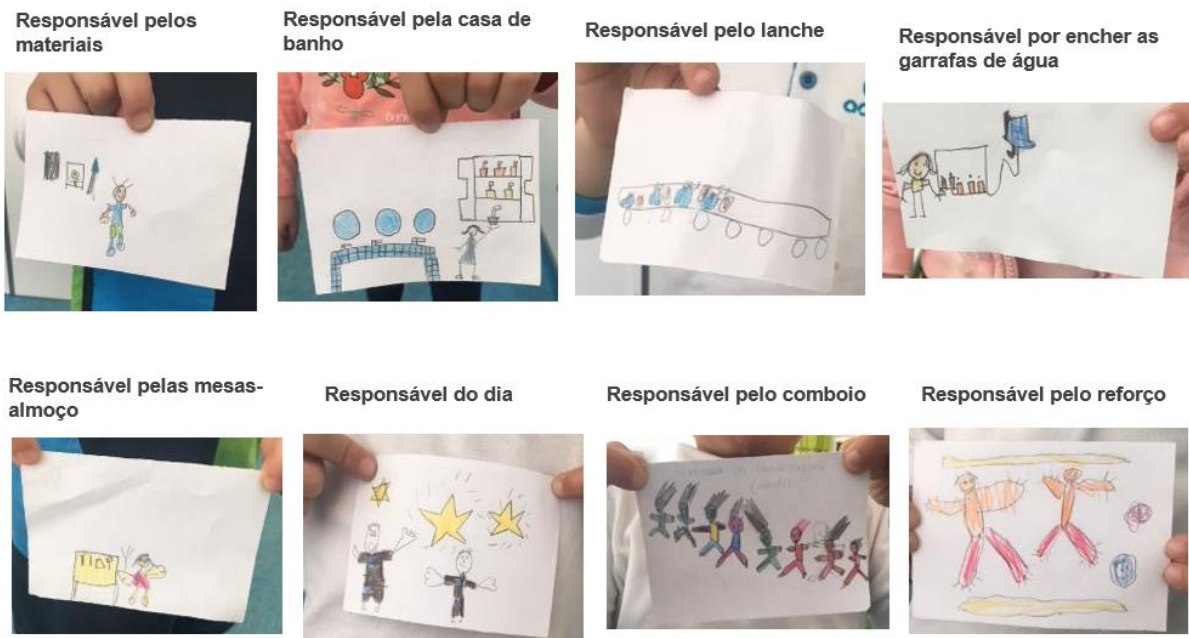 Responsável pelos
materiais
Responsável pela casa de
banho
Responsável pelo lanche
Responsável por encher as
garrafas de água
Responsável pelas mesas-
almoço
Responsável do dia
Responsável pelo comboio
Responsável pelo reforço